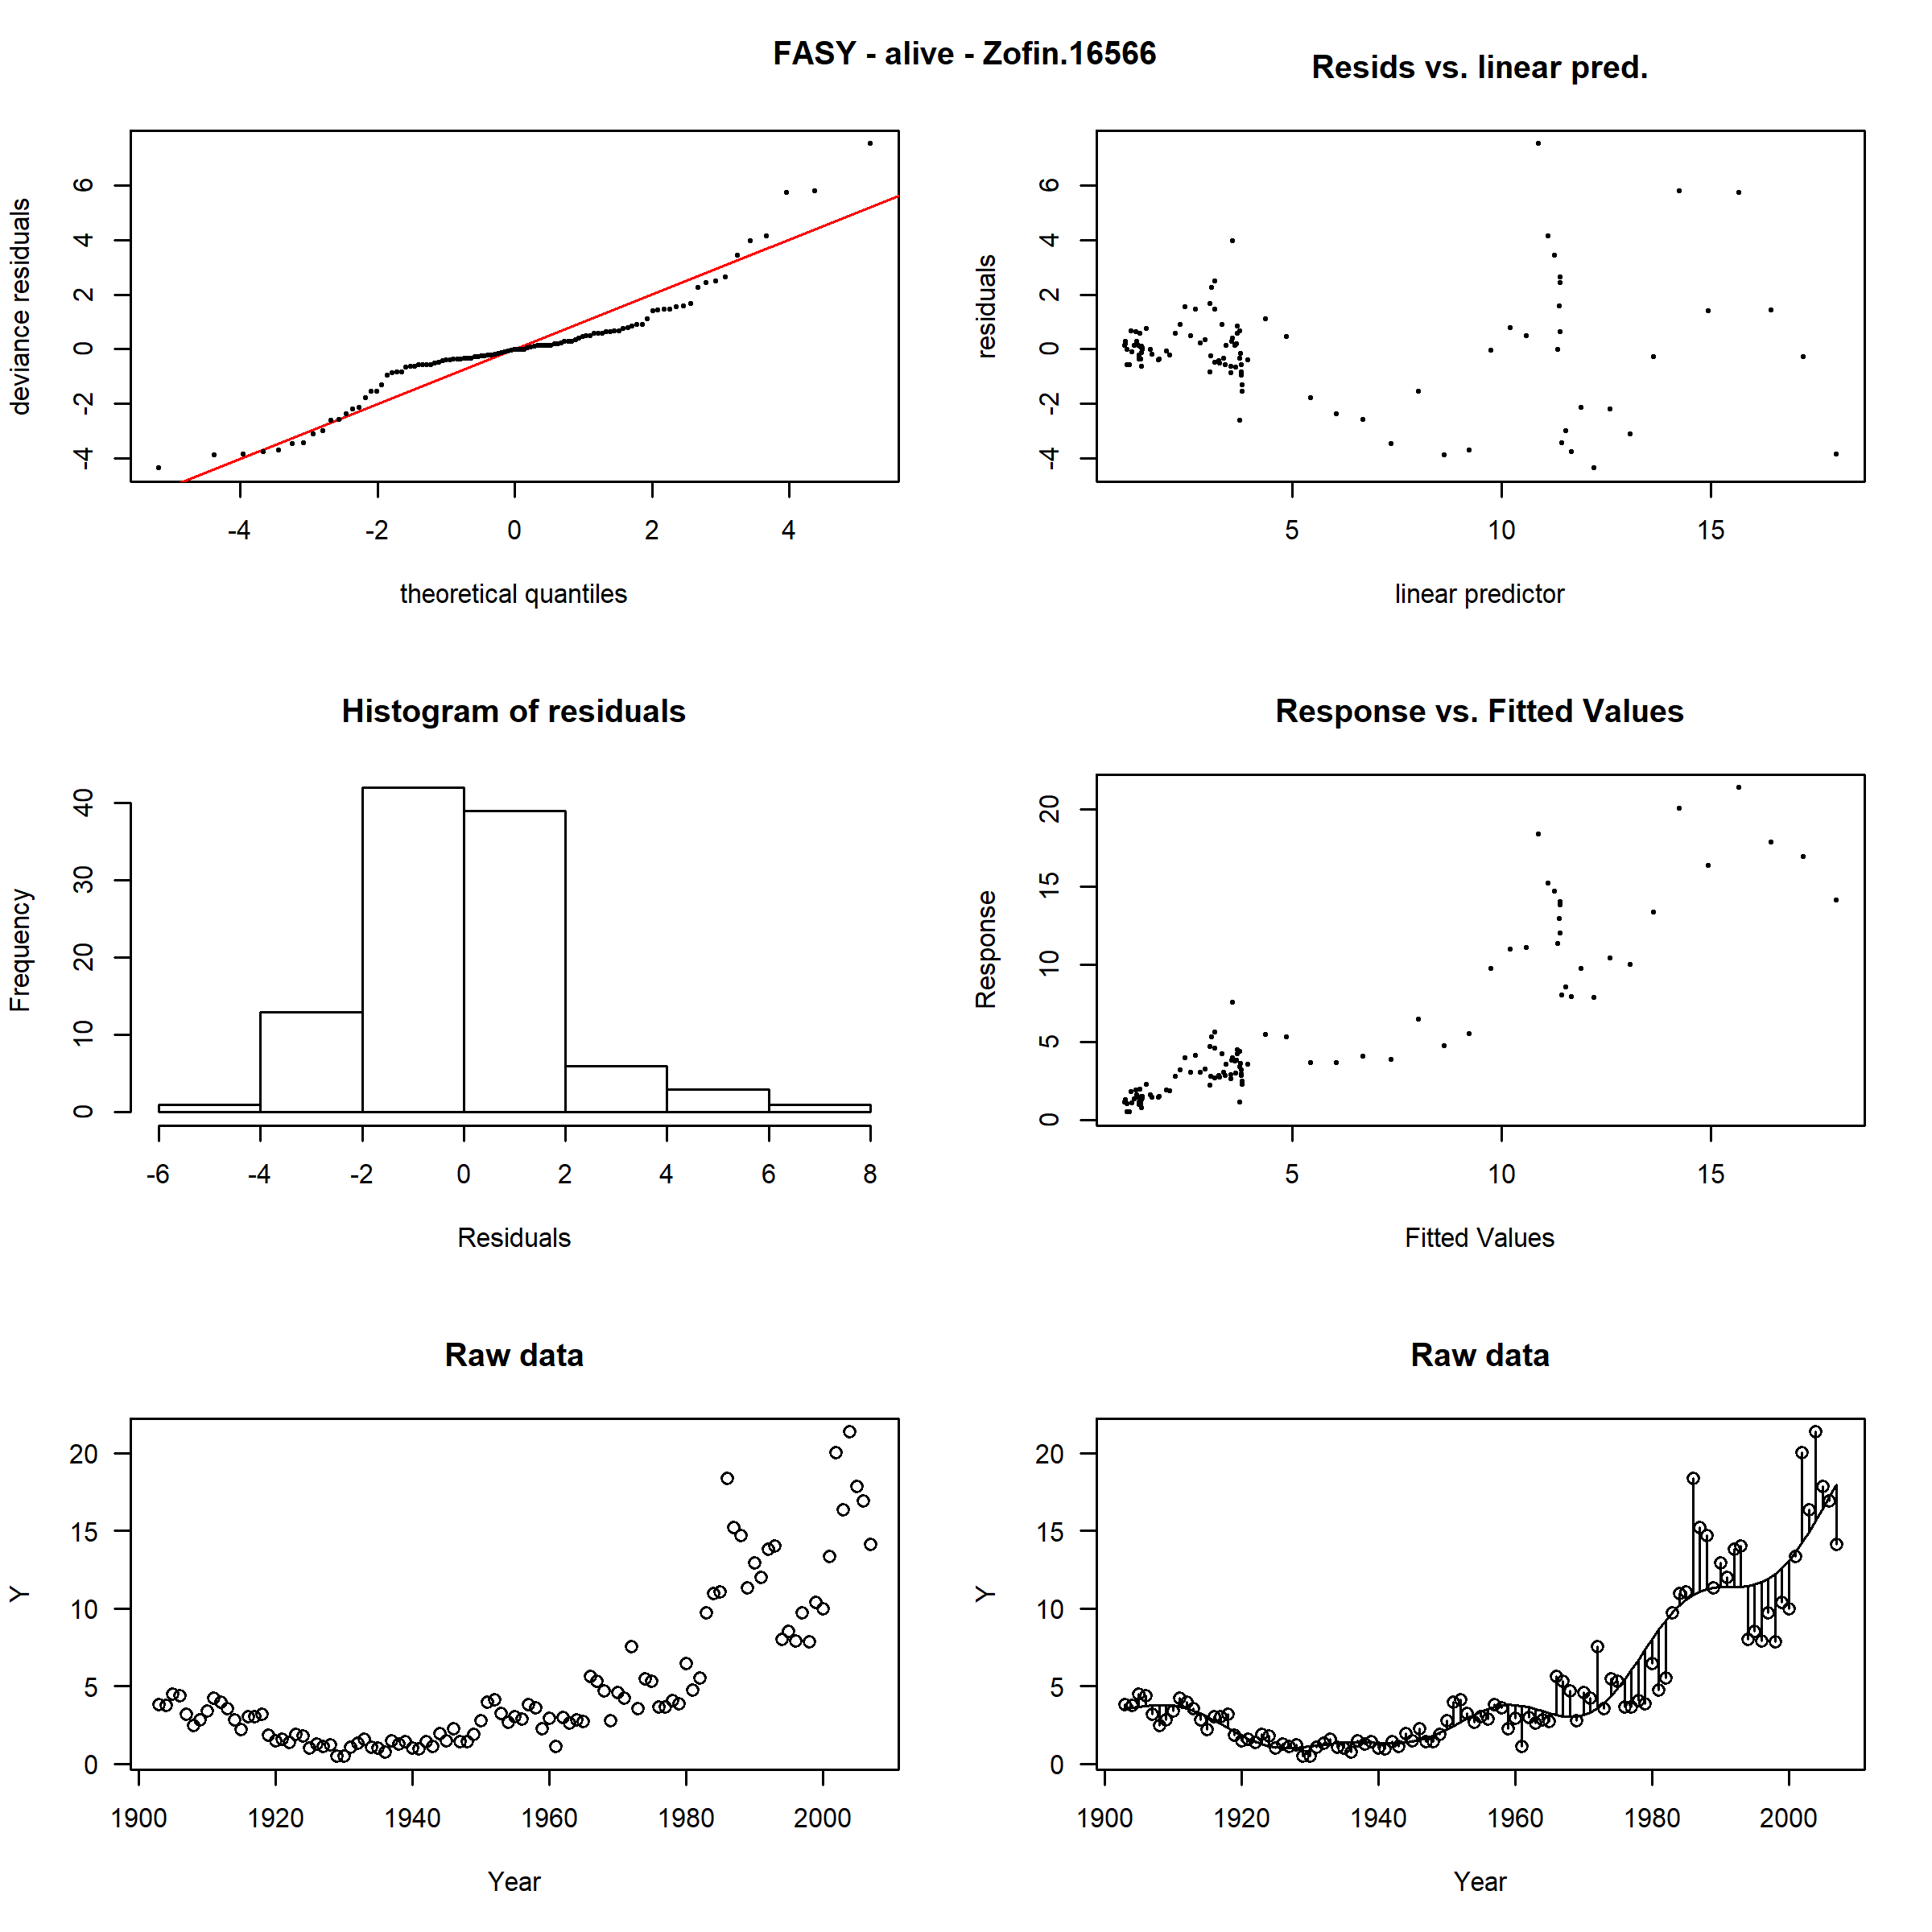 FASY - alive - Zofin.16566
Resids vs. linear pred.
deviance residuals
6
4
2
0
-2
-4
-4 -2 0 2 4
theoretical quantiles
residuals
6
4
2
0
-2
-4
5 10 15
linear predictor
Histogram of residuals
Frequency
40
30
20
10
0
-6 -4 -2 0 2 4 6 8
Residuals
Response vs. Fitted Values
Response
20
15
10
5
0
5 10 15
Fitted Values
Raw data
Y
20
15
10
5
0
1900 1920 1940 1960 1980 2000
Year
Raw data
Y
20
15
10
5
0
1900 1920 1940 1960 1980 2000
Year